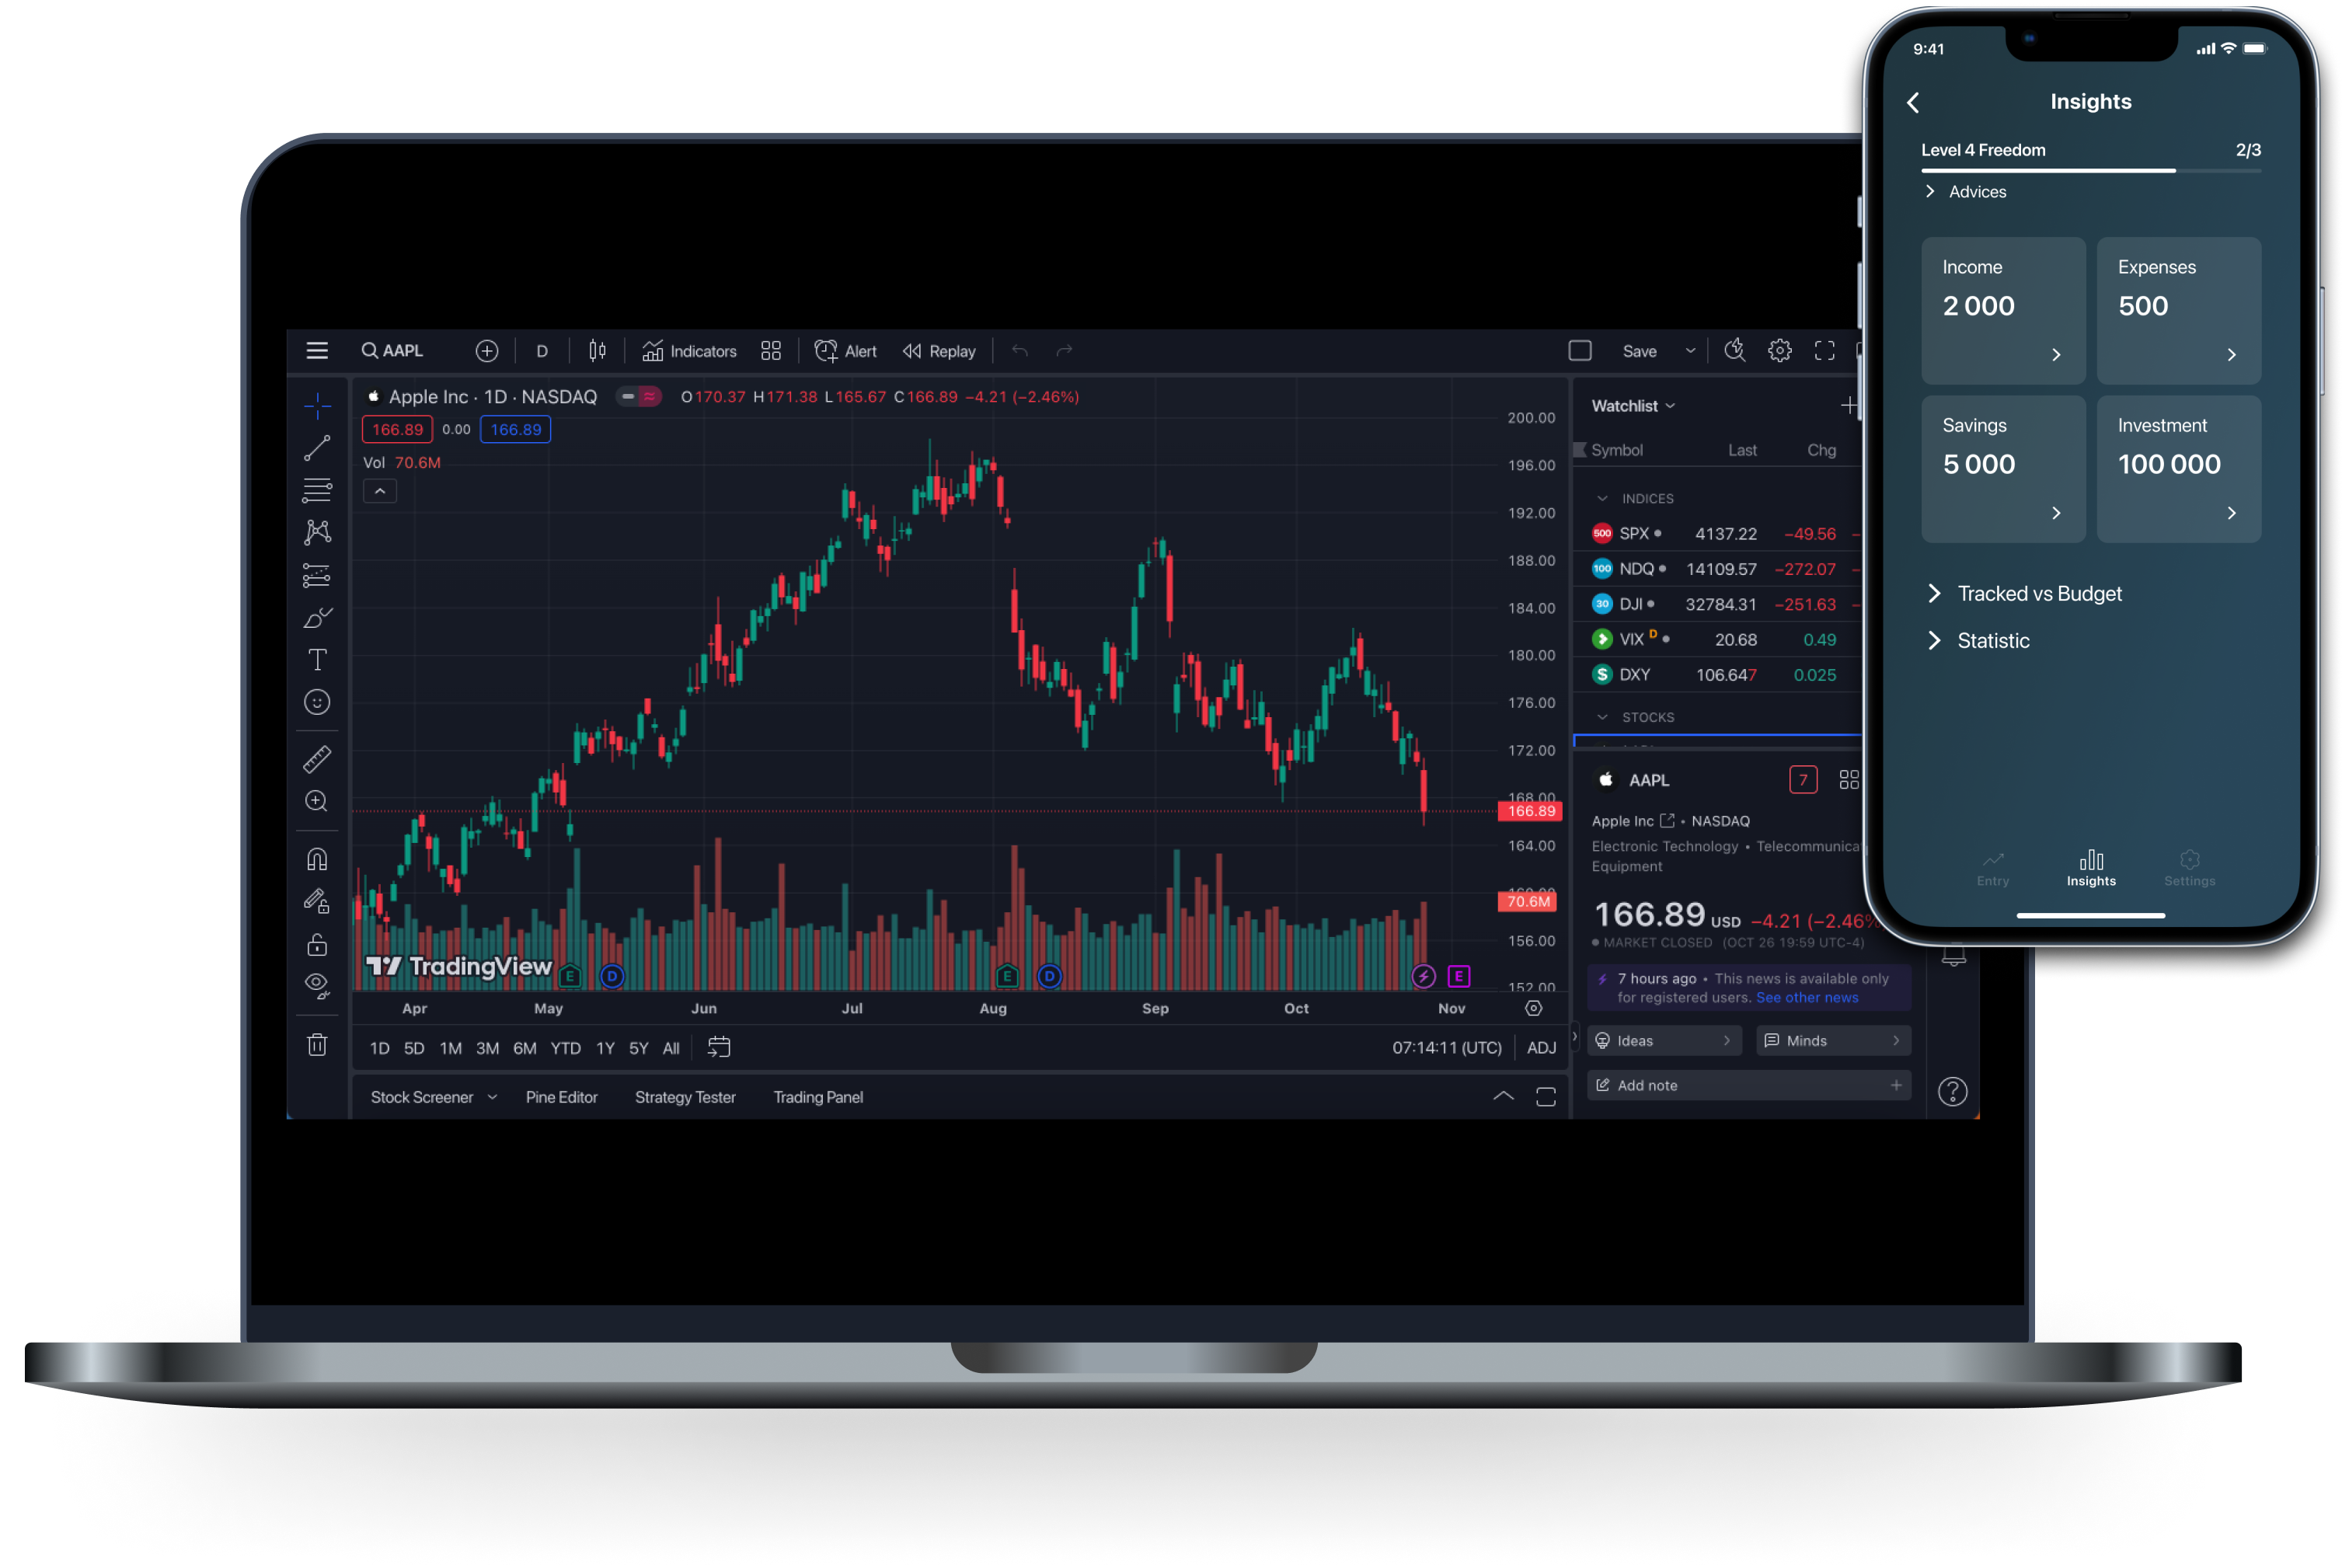 AAPL
D
Indicators
Alert
Replay
Save
Apple Inc · 1D · NASDAQ
O170.37 H171.38 L165.67 C166.89 −4.21 (−2.46%)
166.89 0.00 166.89
Vol 70.6M
200.00
196.00
192.00
188.00
184.00
180.00
176.00
172.00
168.00
166.89
164.00
160.00
70.6M
156.00
152.00
TradingView
E
D
E
D
E
Apr May Jun Jul Aug Sep Oct Nov
1D 5D 1M 3M 6M YTD 1Y 5Y All
07:14:11 (UTC) ADJ
Stock Screener Pine Editor Strategy Tester Trading Panel
Watchlist
Symbol Last Chg
INDICES
500 SPX 4137.22 −49.56
100 NDQ 14109.57 −272.07
30 DJI 32784.31 −251.63
VIX D 20.68 0.49
$ DXY 106.647 0.025
STOCKS
AAPL 7
Apple Inc • NASDAQ
Electronic Technology • Telecommunica
Equipment
166.89 USD −4.21 (−2.46%
MARKET CLOSED (OCT 26 19:59 UTC-4)
7 hours ago • This news is available only
for registered users. See other news
Ideas
Minds
Add note
9:41
Insights
Level 4 Freedom 2/3
Advices
Income
2 000
Expenses
500
Savings
5 000
Investment
100 000
Tracked vs Budget
Statistic
Entry
Insights
Settings